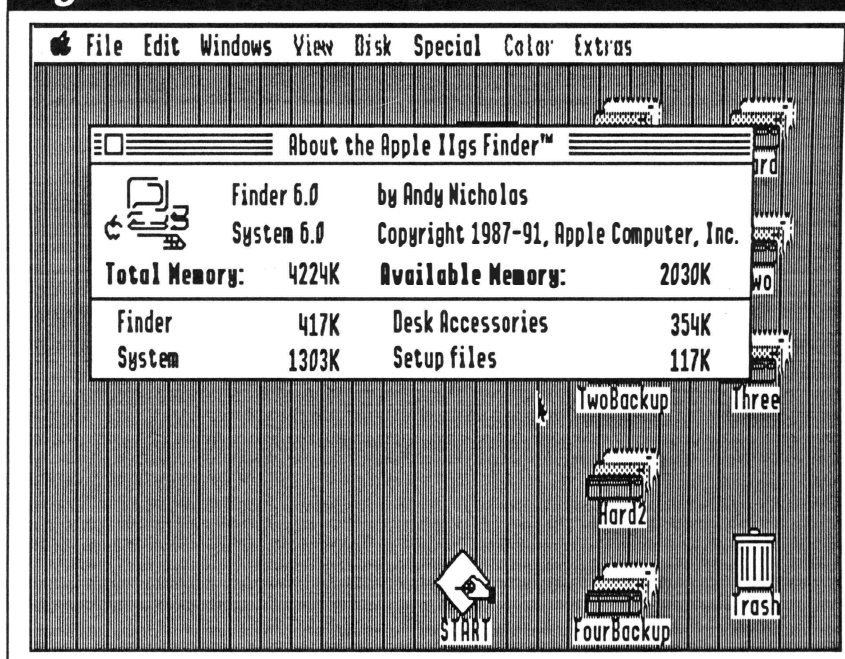 File Edit Windows View Disk Special Color Extras
About the Apple IIgs Finder™
Finder 6.0 by Andy Nicholas
System 6.0 Copyright 1987-91, Apple Computer, Inc.
Total Memory: 4224K Available Memory: 2030K
Finder 417K Desk Accessories 354K
System 1303K Setup files 117K
TwoBackup Three
Hard2
START FourBackup Trash